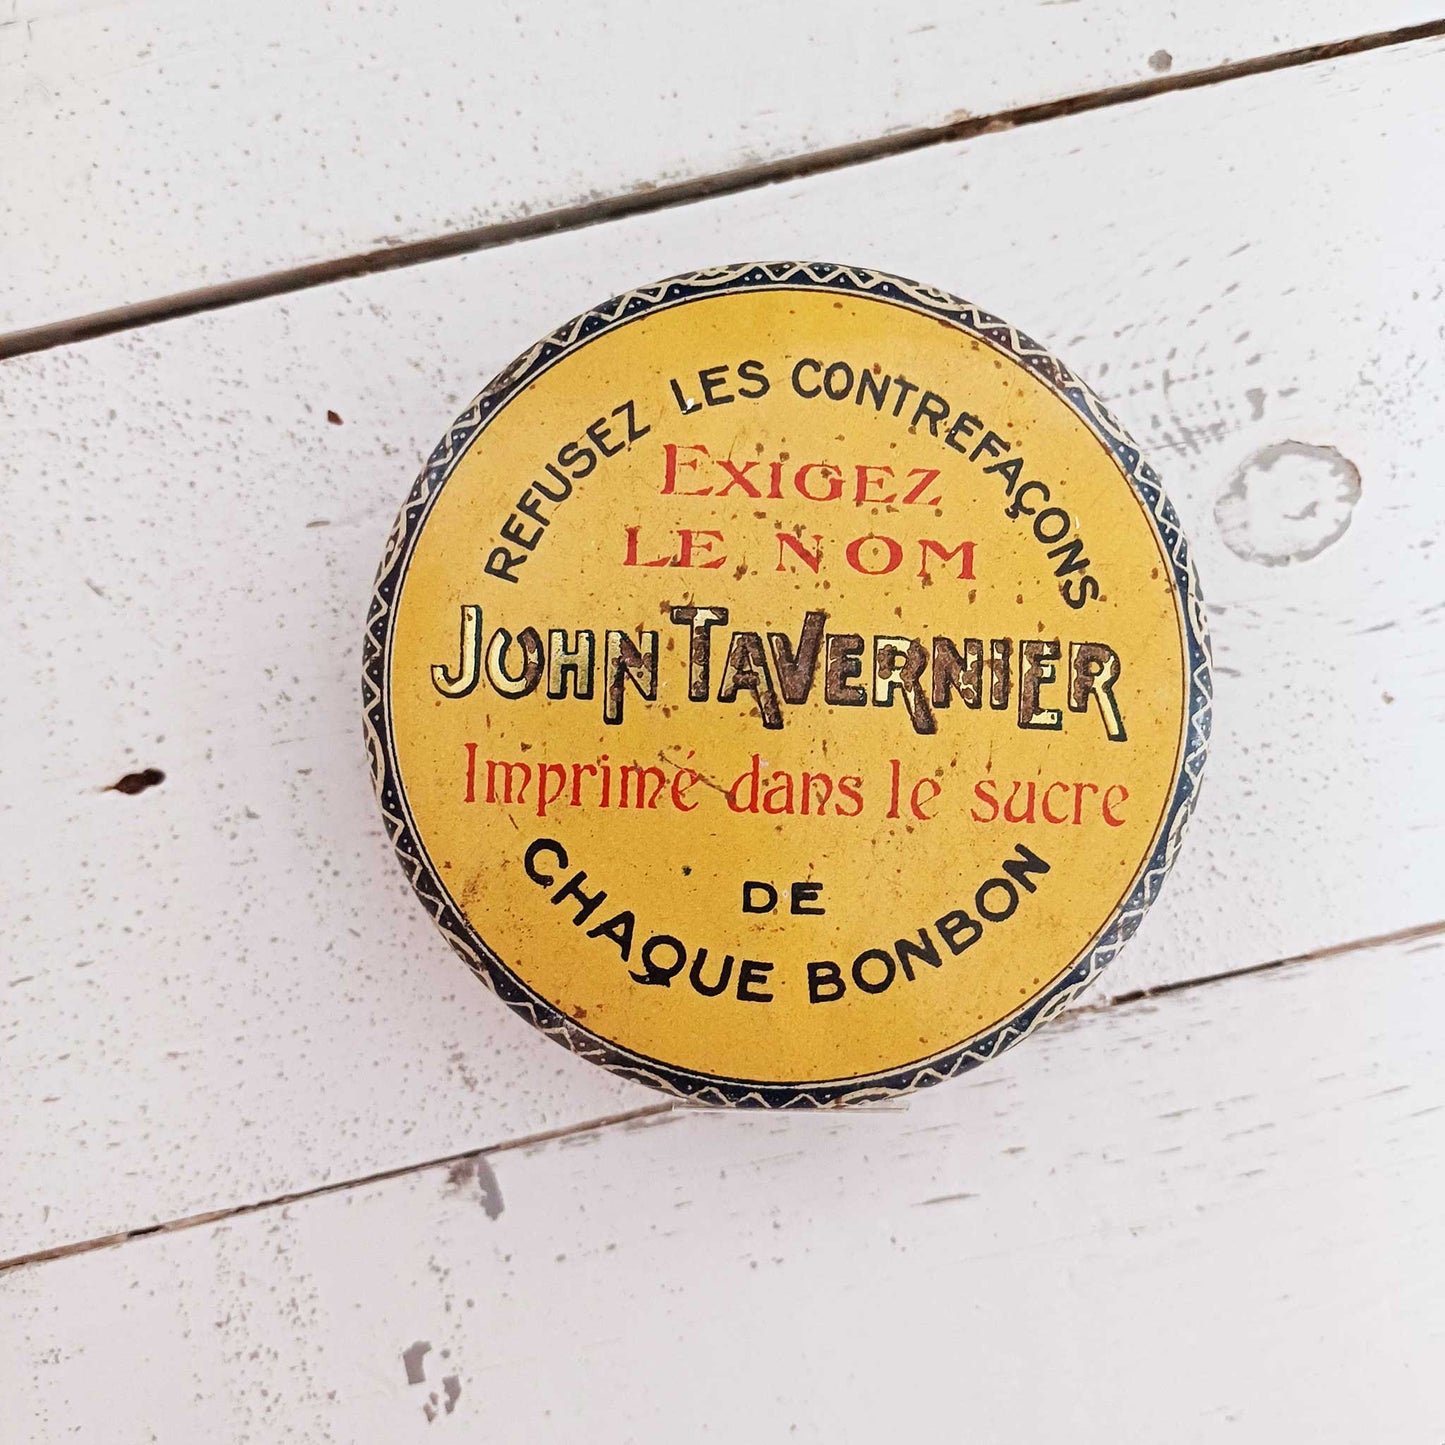 REFUSEZ LES CONTREFAÇONS
EXIGEZ
LE NOM
JOHN TAVERNIER
Imprimé dans le sucre
DE
CHAQUE BONBON